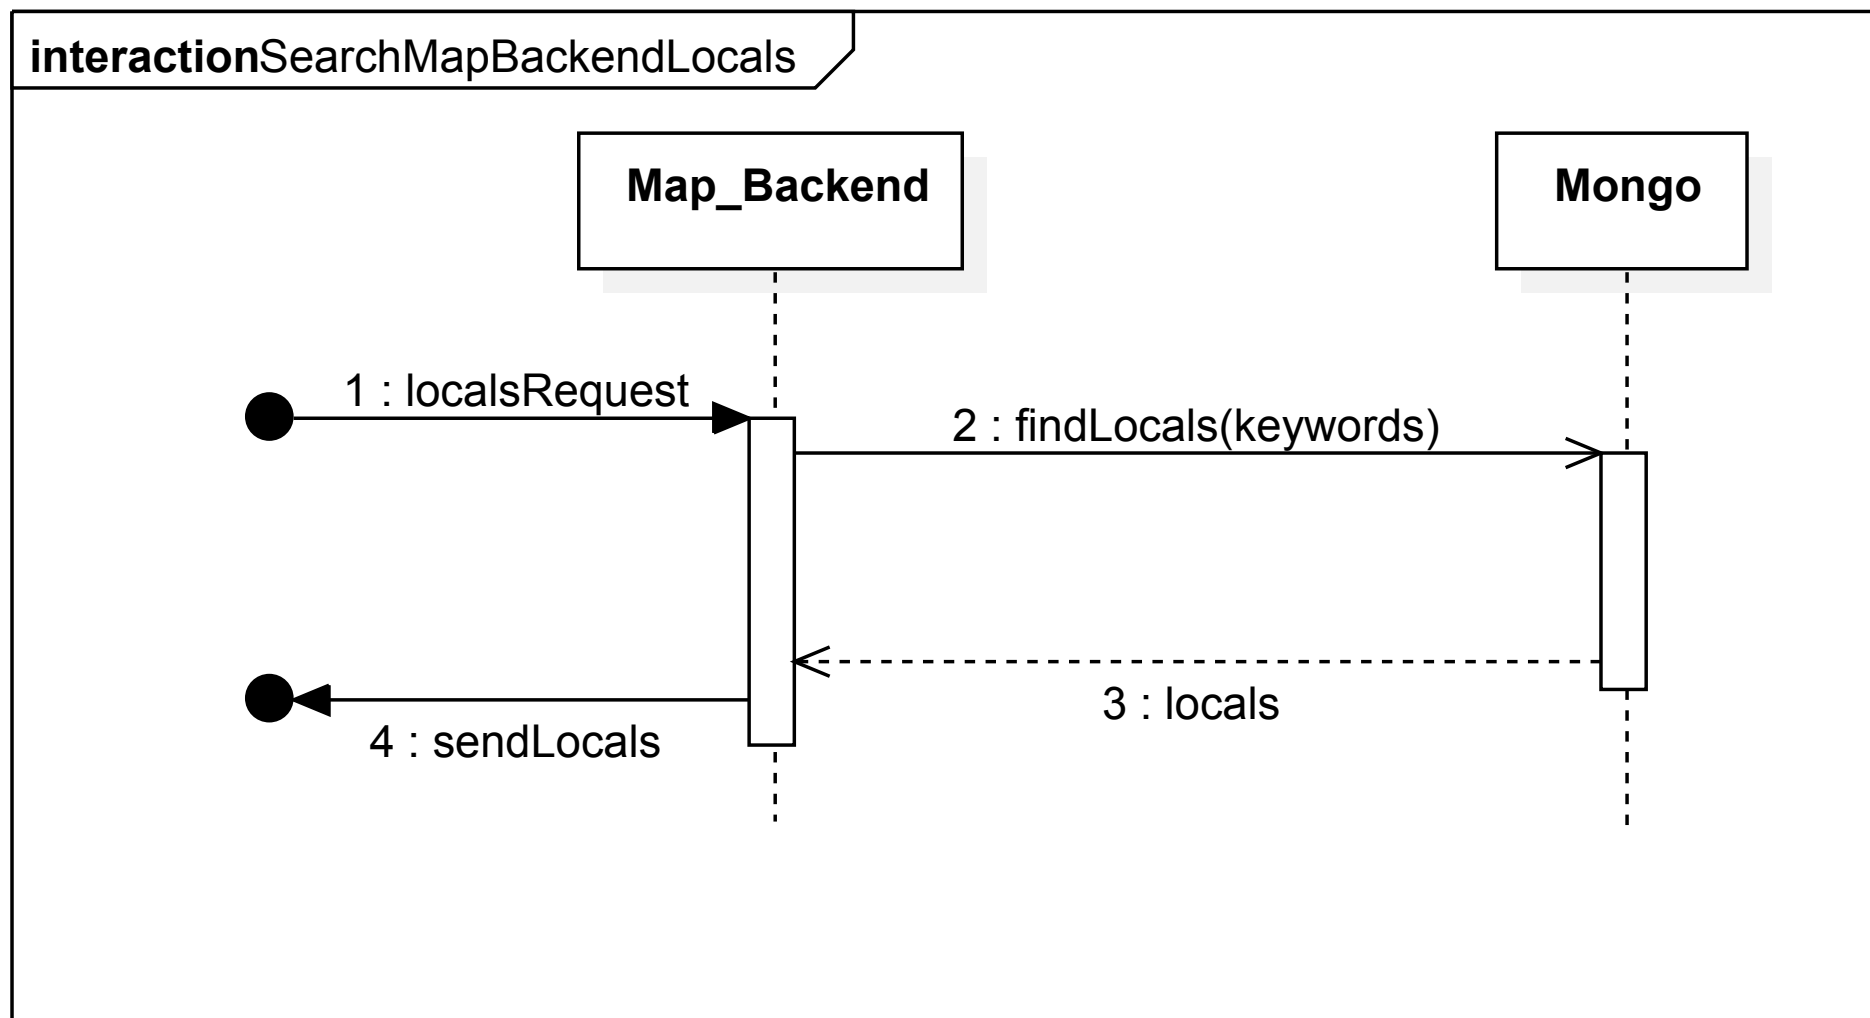 interactionSearchMapBackendLocals
Map_Backend
Mongo
1 : localsRequest
2 : findLocals(keywords)
3 : locals
4 : sendLocals